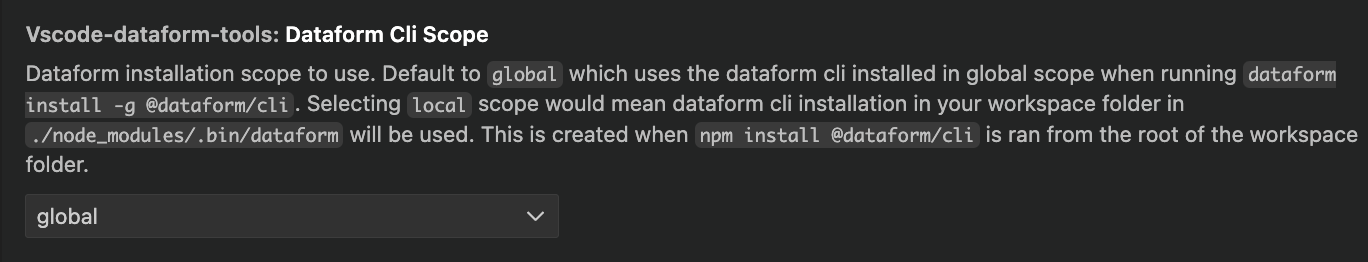 Vscode-dataform-tools: Dataform Cli Scope
Dataform installation scope to use. Default to global which uses the dataform cli installed in global scope when running dataform
install -g @dataform/cli. Selecting local scope would mean dataform cli installation in your workspace folder in
./node_modules/.bin/dataform will be used. This is created when npm install @dataform/cli is ran from the root of the workspace
folder.
global